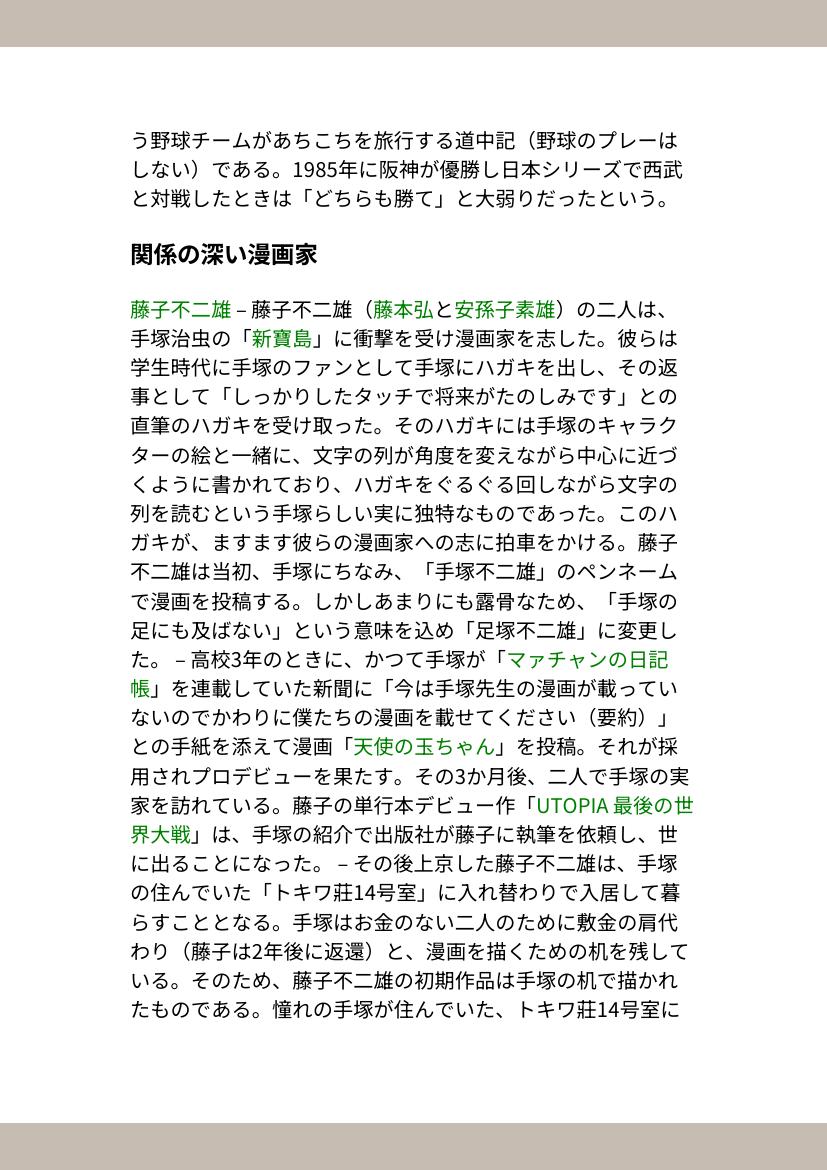 う野球チームがあちこちを旅行する道中記（野球のプレーは
しない）である。1985年に阪神が優勝し日本シリーズで西武
と対戦したときは「どちらも勝て」と大弱りだったという。
関係の深い漫画家
藤子不二雄 – 藤子不二雄（藤本弘と安孫子素雄）の二人は、
手塚治虫の「新寶島」に衝撃を受け漫画家を志した。彼らは
学生時代に手塚のファンとして手塚にハガキを出し、その返
事として「しっかりしたタッチで将来がたのしみです」との
直筆のハガキを受け取った。そのハガキには手塚のキャラク
ターの絵と一緒に、文字の列が角度を変えながら中心に近づ
くように書かれており、ハガキをぐるぐる回しながら文字の
列を読むという手塚らしい実に独特なものであった。このハ
ガキが、ますます彼らの漫画家への志に拍車をかける。藤子
不二雄は当初、手塚にちなみ、「手塚不二雄」のペンネーム
で漫画を投稿する。しかしあまりにも露骨なため、「手塚の
足にも及ばない」という意味を込め「足塚不二雄」に変更し
た。 – 高校3年のときに、かつて手塚が「マァチャンの日記
帳」を連載していた新聞に「今は手塚先生の漫画が載ってい
ないのでかわりに僕たちの漫画を載せてください（要約）」
との手紙を添えて漫画「天使の玉ちゃん」を投稿。それが採
用されプロデビューを果たす。その3か月後、二人で手塚の実
家を訪れている。藤子の単行本デビュー作「UTOPIA 最後の世
界大戦」は、手塚の紹介で出版社が藤子に執筆を依頼し、世
に出ることになった。 – その後上京した藤子不二雄は、手塚
の住んでいた「トキワ荘14号室」に入れ替わりで入居して暮
らすこととなる。手塚はお金のない二人のために敷金の肩代
わり（藤子は2年後に返還）と、漫画を描くための机を残して
いる。そのため、藤子不二雄の初期作品は手塚の机で描かれ
たものである。憧れの手塚が住んでいた、トキワ荘14号室に